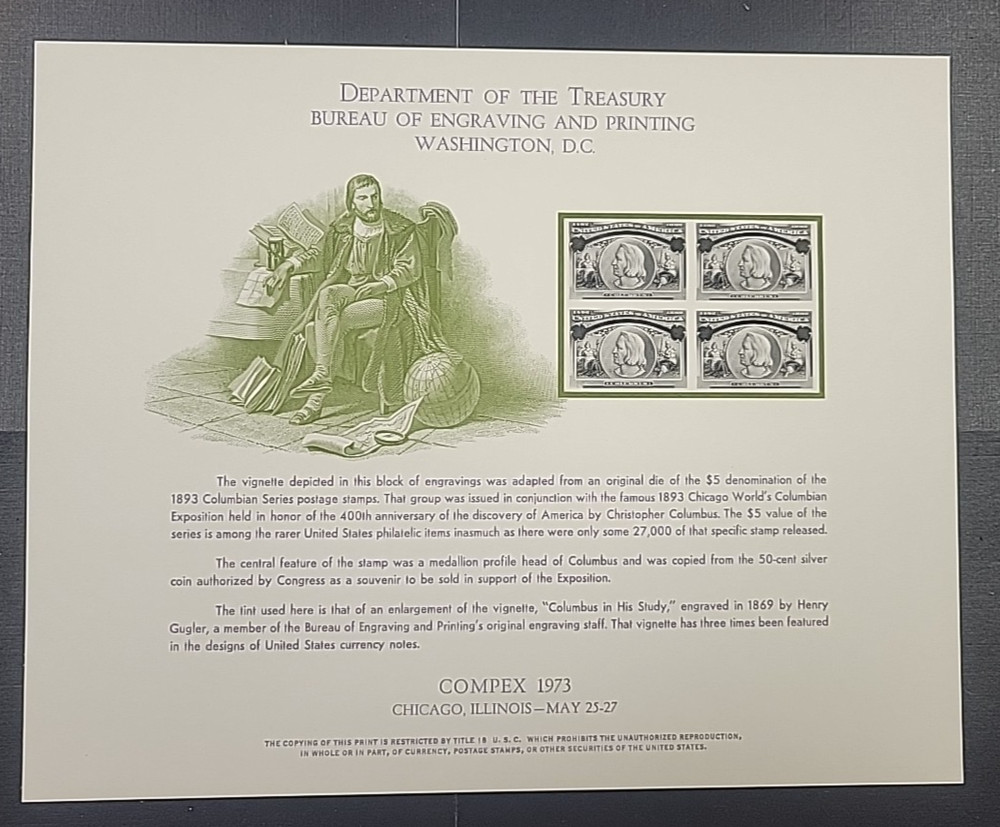 DEPARTMENT OF THE TREASURY
BUREAU OF ENGRAVING AND PRINTING
WASHINGTON, D.C.
UNITED STATES OF AMERICA
UNITED STATES OF AMERICA
UNITED STATES OF AMERICA
UNITED STATES OF AMERICA
The vignette depicted in this block of engravings was adapted from an original die of the $5 denomination of the
1893 Columbian Series postage stamps. That group was issued in conjunction with the famous 1893 Chicago World's Columbian
Exposition held in honor of the 400th anniversary of the discovery of America by Christopher Columbus. The $5 value of the
series is among the rarer United States philatelic items inasmuch as there were only some 27,000 of that specific stamp released.
The central feature of the stamp was a medallion profile head of Columbus and was copied from the 50-cent silver
coin authorized by Congress as a souvenir to be sold in support of the Exposition.
The tint used here is that of an enlargement of the vignette, "Columbus in His Study," engraved in 1869 by Henry
Gugler, a member of the Bureau of Engraving and Printing's original engraving staff. That vignette has three times been featured
in the designs of United States currency notes.
COMPEX 1973
CHICAGO, ILLINOIS—MAY 25-27
THE COPYING OF THIS PRINT IS RESTRICTED BY TITLE 18 U. S. C. WHICH PROHIBITS THE UNAUTHORIZED REPRODUCTION,
IN WHOLE OR IN PART, OF CURRENCY, POSTAGE STAMPS, OR OTHER SECURITIES OF THE UNITED STATES.